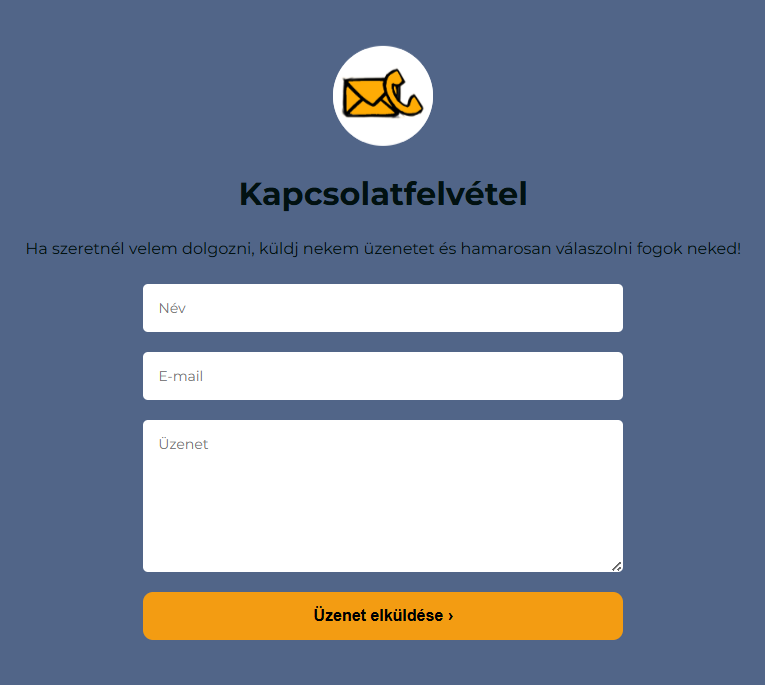 Kapcsolatfelvétel
Ha szeretnél velem dolgozni, küldj nekem üzenetet és hamarosan válaszolni fogok neked!
Név
E-mail
Üzenet
Üzenet elküldése ›